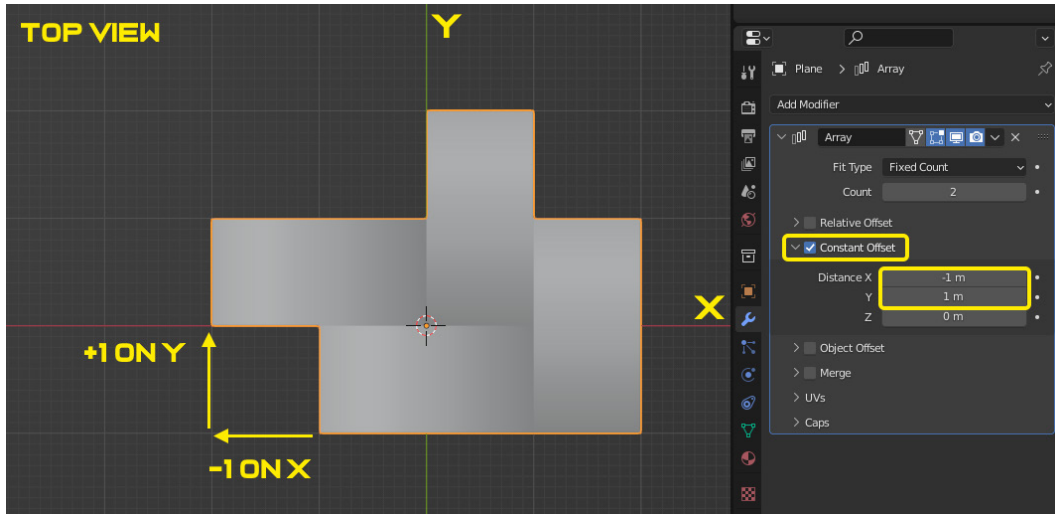 TOP VIEW
Y
X
+1 ON Y
-1 ON X
Plane > Array
Add Modifier
Array
Fit Type Fixed Count
Count 2
Relative Offset
Constant Offset
Distance X -1 m
Y 1 m
Z 0 m
Object Offset
Merge
UVs
Caps